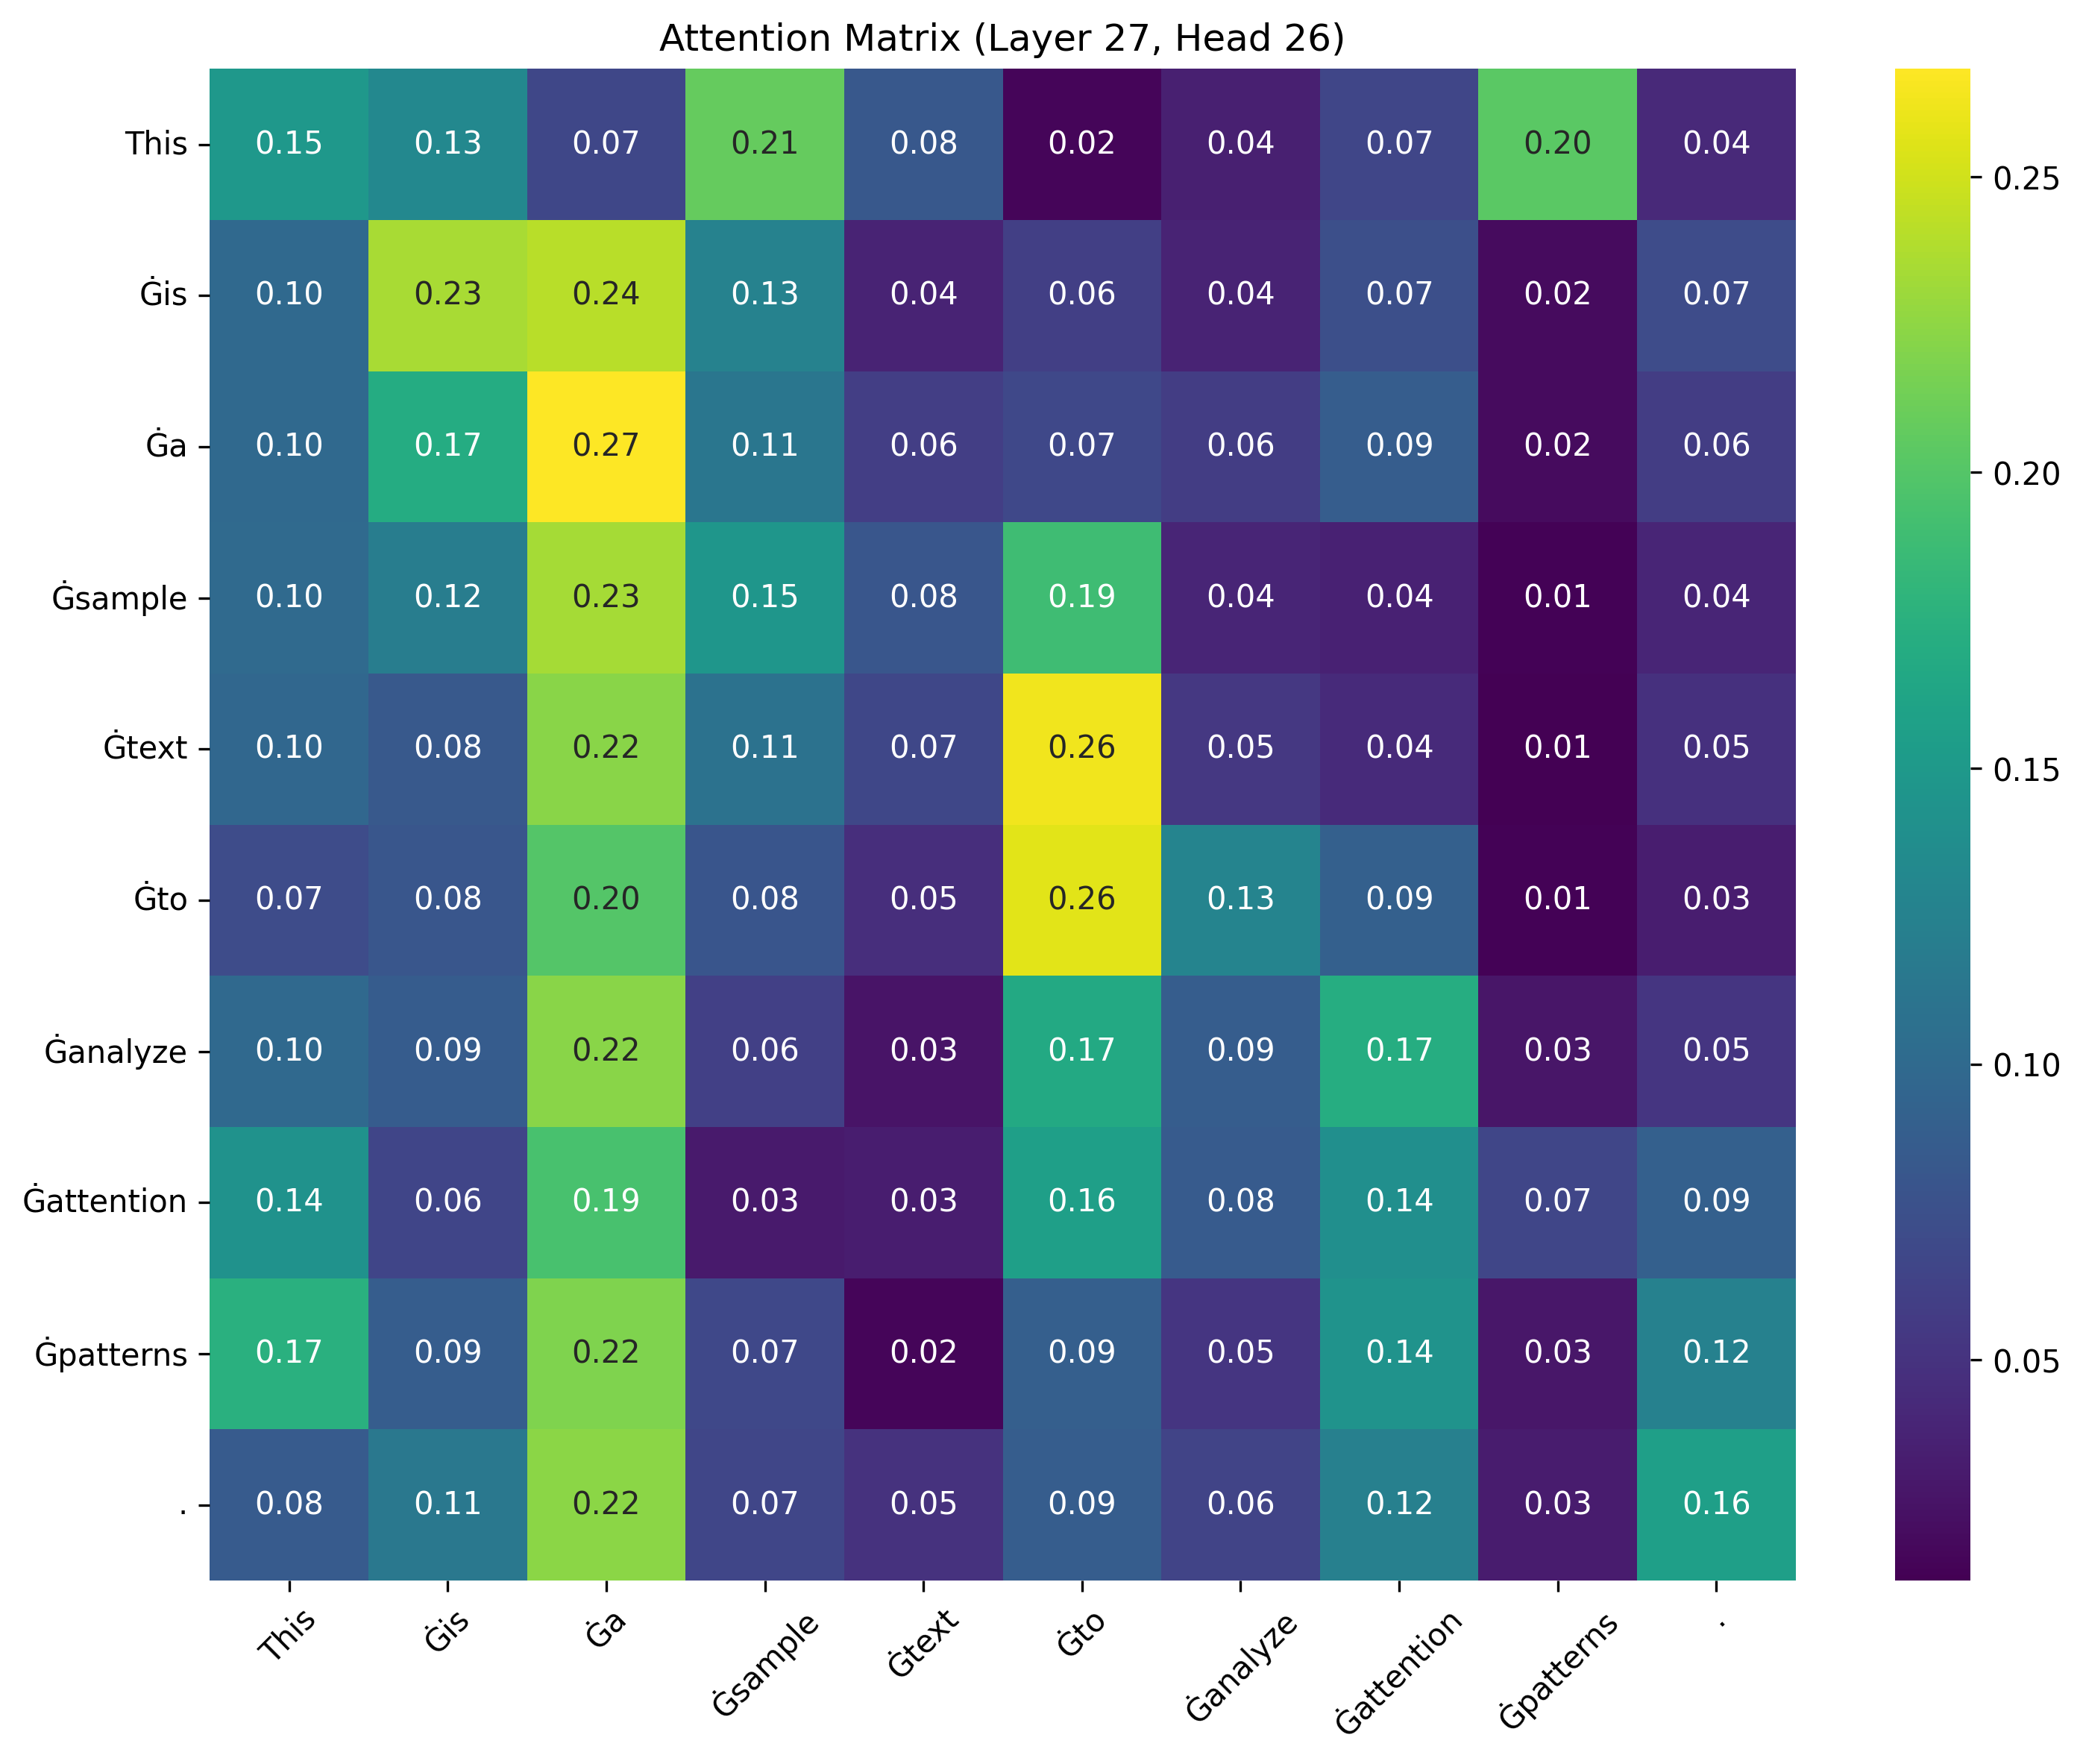 Attention Matrix (Layer 27, Head 26)
This 0.15 0.13 0.07 0.21 0.08 0.02 0.04 0.07 0.20 0.04
Ġis 0.10 0.23 0.24 0.13 0.04 0.06 0.04 0.07 0.02 0.07
Ġa 0.10 0.17 0.27 0.11 0.06 0.07 0.06 0.09 0.02 0.06
Ġsample 0.10 0.12 0.23 0.15 0.08 0.19 0.04 0.04 0.01 0.04
Ġtext 0.10 0.08 0.22 0.11 0.07 0.26 0.05 0.04 0.01 0.05
Ġto 0.07 0.08 0.20 0.08 0.05 0.26 0.13 0.09 0.01 0.03
Ġanalyze 0.10 0.09 0.22 0.06 0.03 0.17 0.09 0.17 0.03 0.05
Ġattention 0.14 0.06 0.19 0.03 0.03 0.16 0.08 0.14 0.07 0.09
Ġpatterns 0.17 0.09 0.22 0.07 0.02 0.09 0.05 0.14 0.03 0.12
. 0.08 0.11 0.22 0.07 0.05 0.09 0.06 0.12 0.03 0.16
This Ġis Ġa Ġsample Ġtext Ġto Ġanalyze Ġattention Ġpatterns .
0.25
0.20
0.15
0.10
0.05